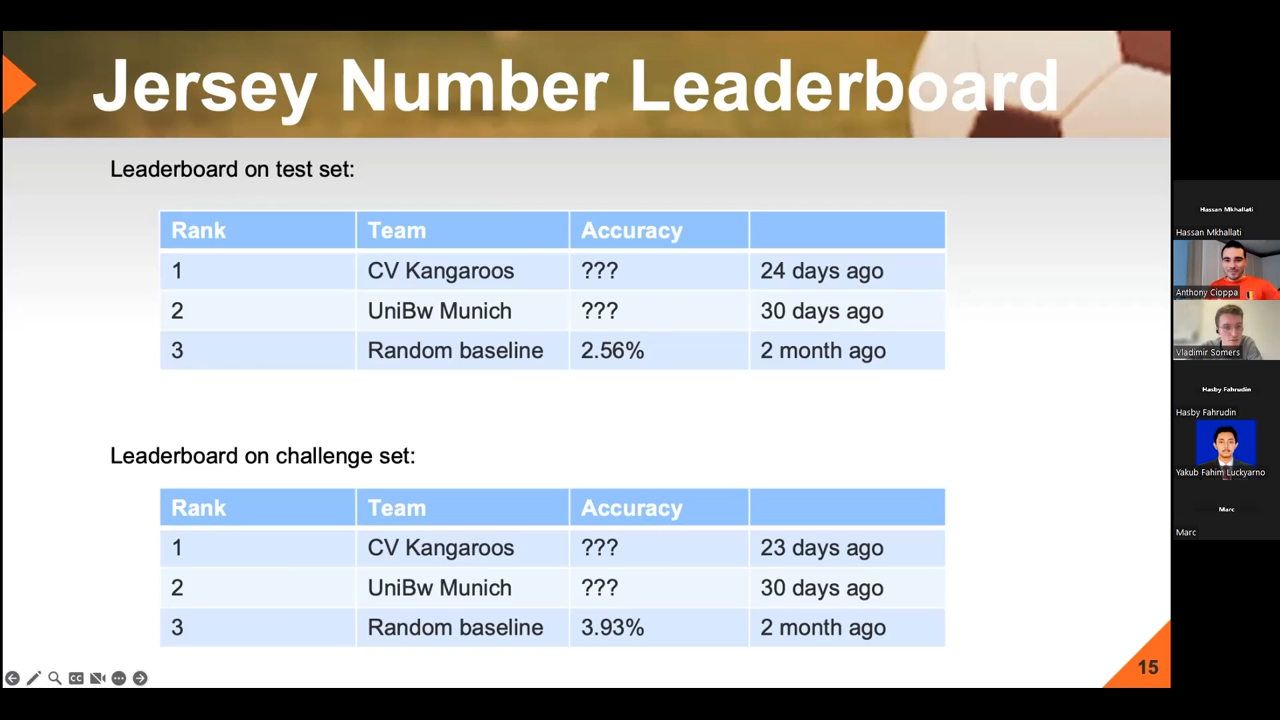 Jersey Number Leaderboard
Leaderboard on test set:
Rank Team Accuracy
1 CV Kangaroos ??? 24 days ago
2 UniBw Munich ??? 30 days ago
3 Random baseline 2.56% 2 month ago
Leaderboard on challenge set:
Rank Team Accuracy
1 CV Kangaroos ??? 23 days ago
2 UniBw Munich ??? 30 days ago
3 Random baseline 3.93% 2 month ago
15
CC
Hassan Mkhallati
Hassan Mkhallati
Anthony Cioppa
Vladimir Somers
Hasby Fahrudin
Hasby Fahrudin
Yakub Fahim Luckyarno
Marc
Marc